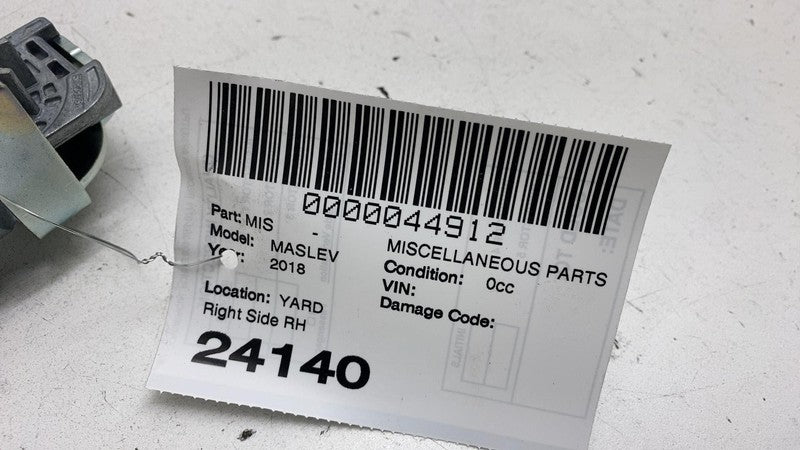 0000044912
Part: MIS - MISCELLANEOUS PARTS
Model: MASLEV Condition: 0cc
Year: 2018 VIN:
Damage Code:
Location: YARD
Right Side RH
24140